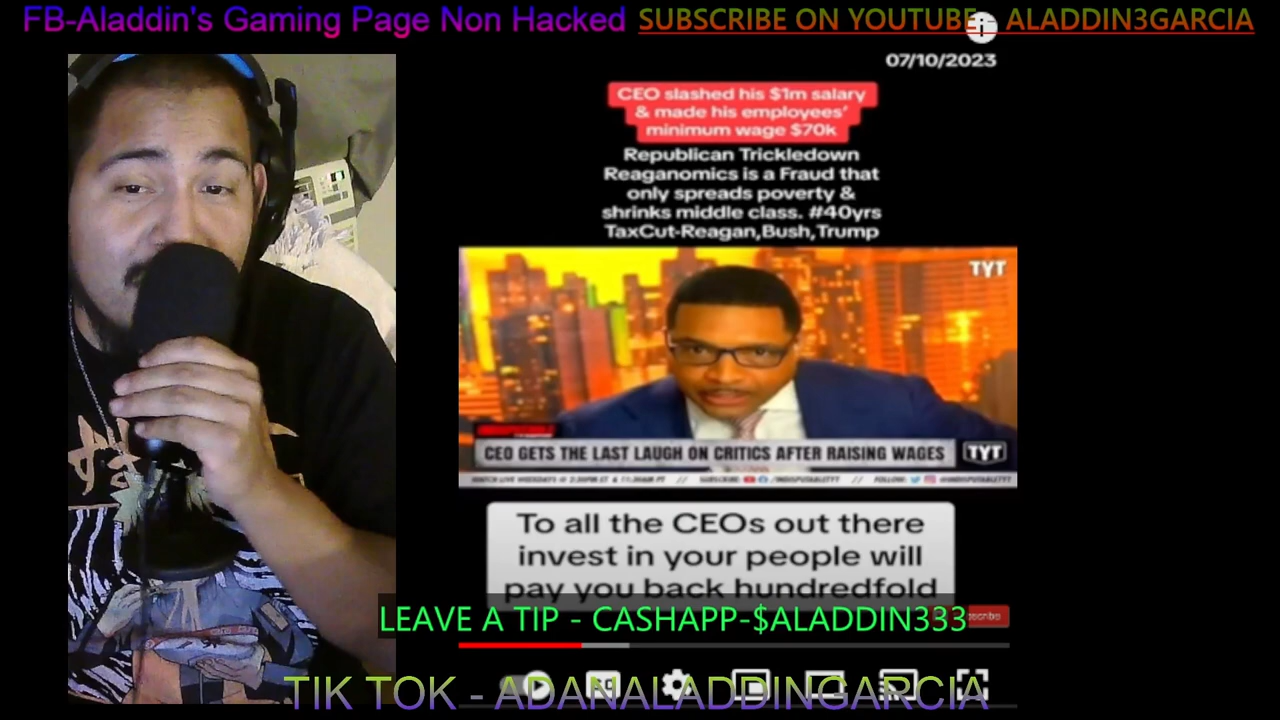 FB-Aladdin's Gaming Page Non Hacked
SUBSCRIBE ON YOUTUBE - ALADDIN3GARCIA
07/10/2023
CEO slashed his $1m salary
& made his employees'
minimum wage $70k
Republican Trickledown
Reaganomics is a Fraud that
only spreads poverty &
shrinks middle class. #40yrs
TaxCut-Reagan,Bush,Trump
TYT
CEO GETS THE LAST LAUGH ON CRITICS AFTER RAISING WAGES
TYT
To all the CEOs out there
invest in your people will
pay you back hundredfold
LEAVE A TIP - CASHAPP-$ALADDIN333
TIK TOK - ADANALADDINGARCIA